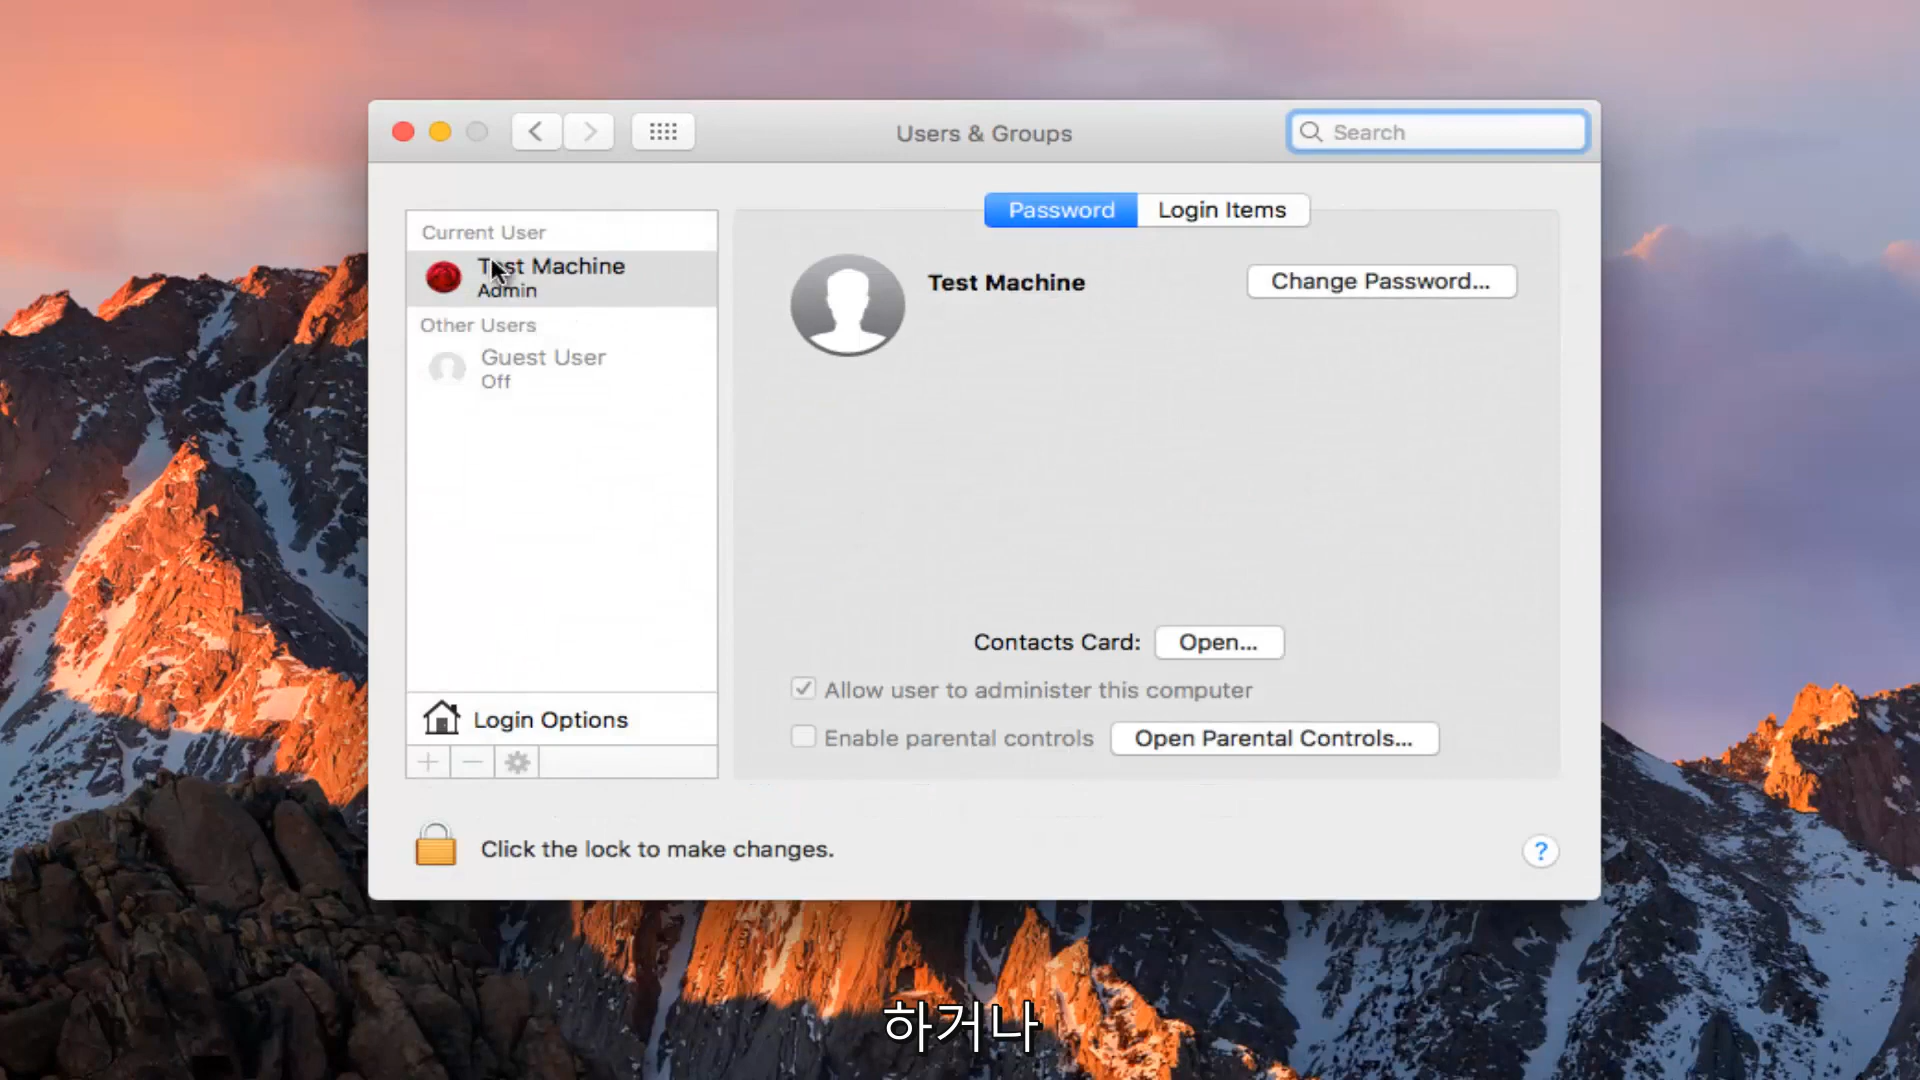 Users & Groups
Search
Password
Login Items
Current User
Test Machine
Admin
Other Users
Guest User
Off
Login Options
Test Machine
Change Password...
Contacts Card:
Open...
Allow user to administer this computer
Enable parental controls
Open Parental Controls...
Click the lock to make changes.
?
하거나